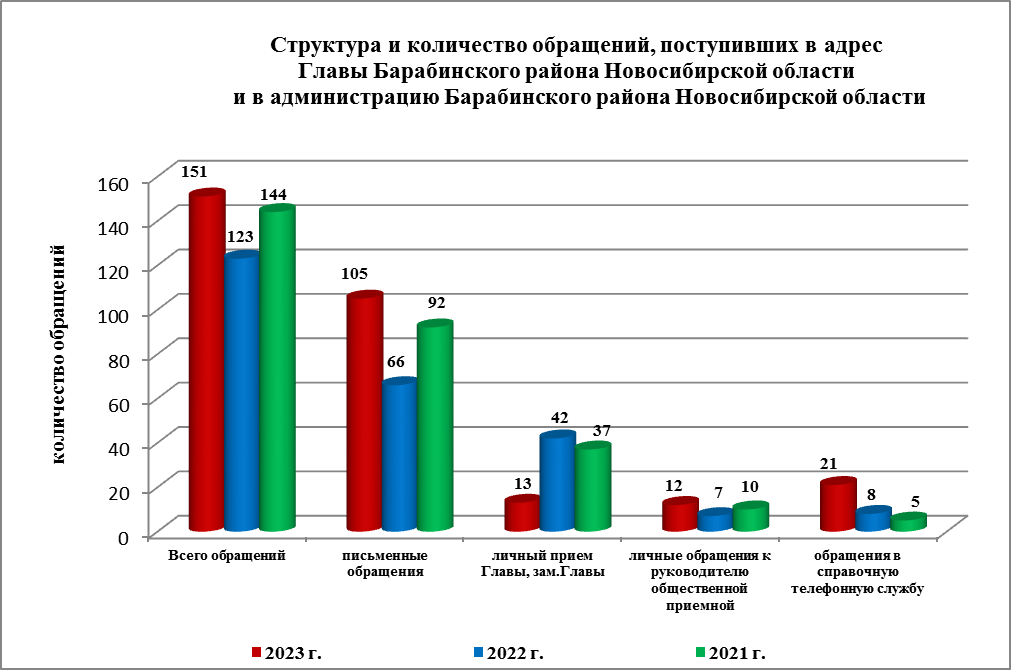 Структура и количество обращений, поступивших в адрес
Главы Барабинского района Новосибирской области
и в администрацию Барабинского района Новосибирской области
количество обращений
160
140
120
100
80
60
40
20
0
151
123
144
105
66
92
13
42
37
12
7
10
21
8
5
Всего обращений
письменные
обращения
личный прием
Главы, зам.Главы
личные обращения к
руководителю
общественной
приемной
обращения в
справочную
телефонную службу
2023 г.
2022 г.
2021 г.